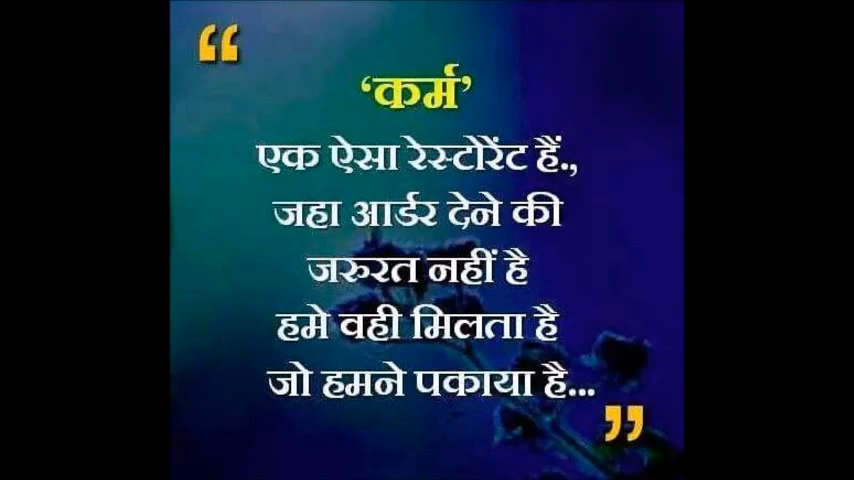 “
‘कर्म’
एक ऐसा रेस्टोरेंट हैं.,
जहा आर्डर देने की
जरुरत नहीं है
हमे वही मिलता है
जो हमने पकाया है...
”